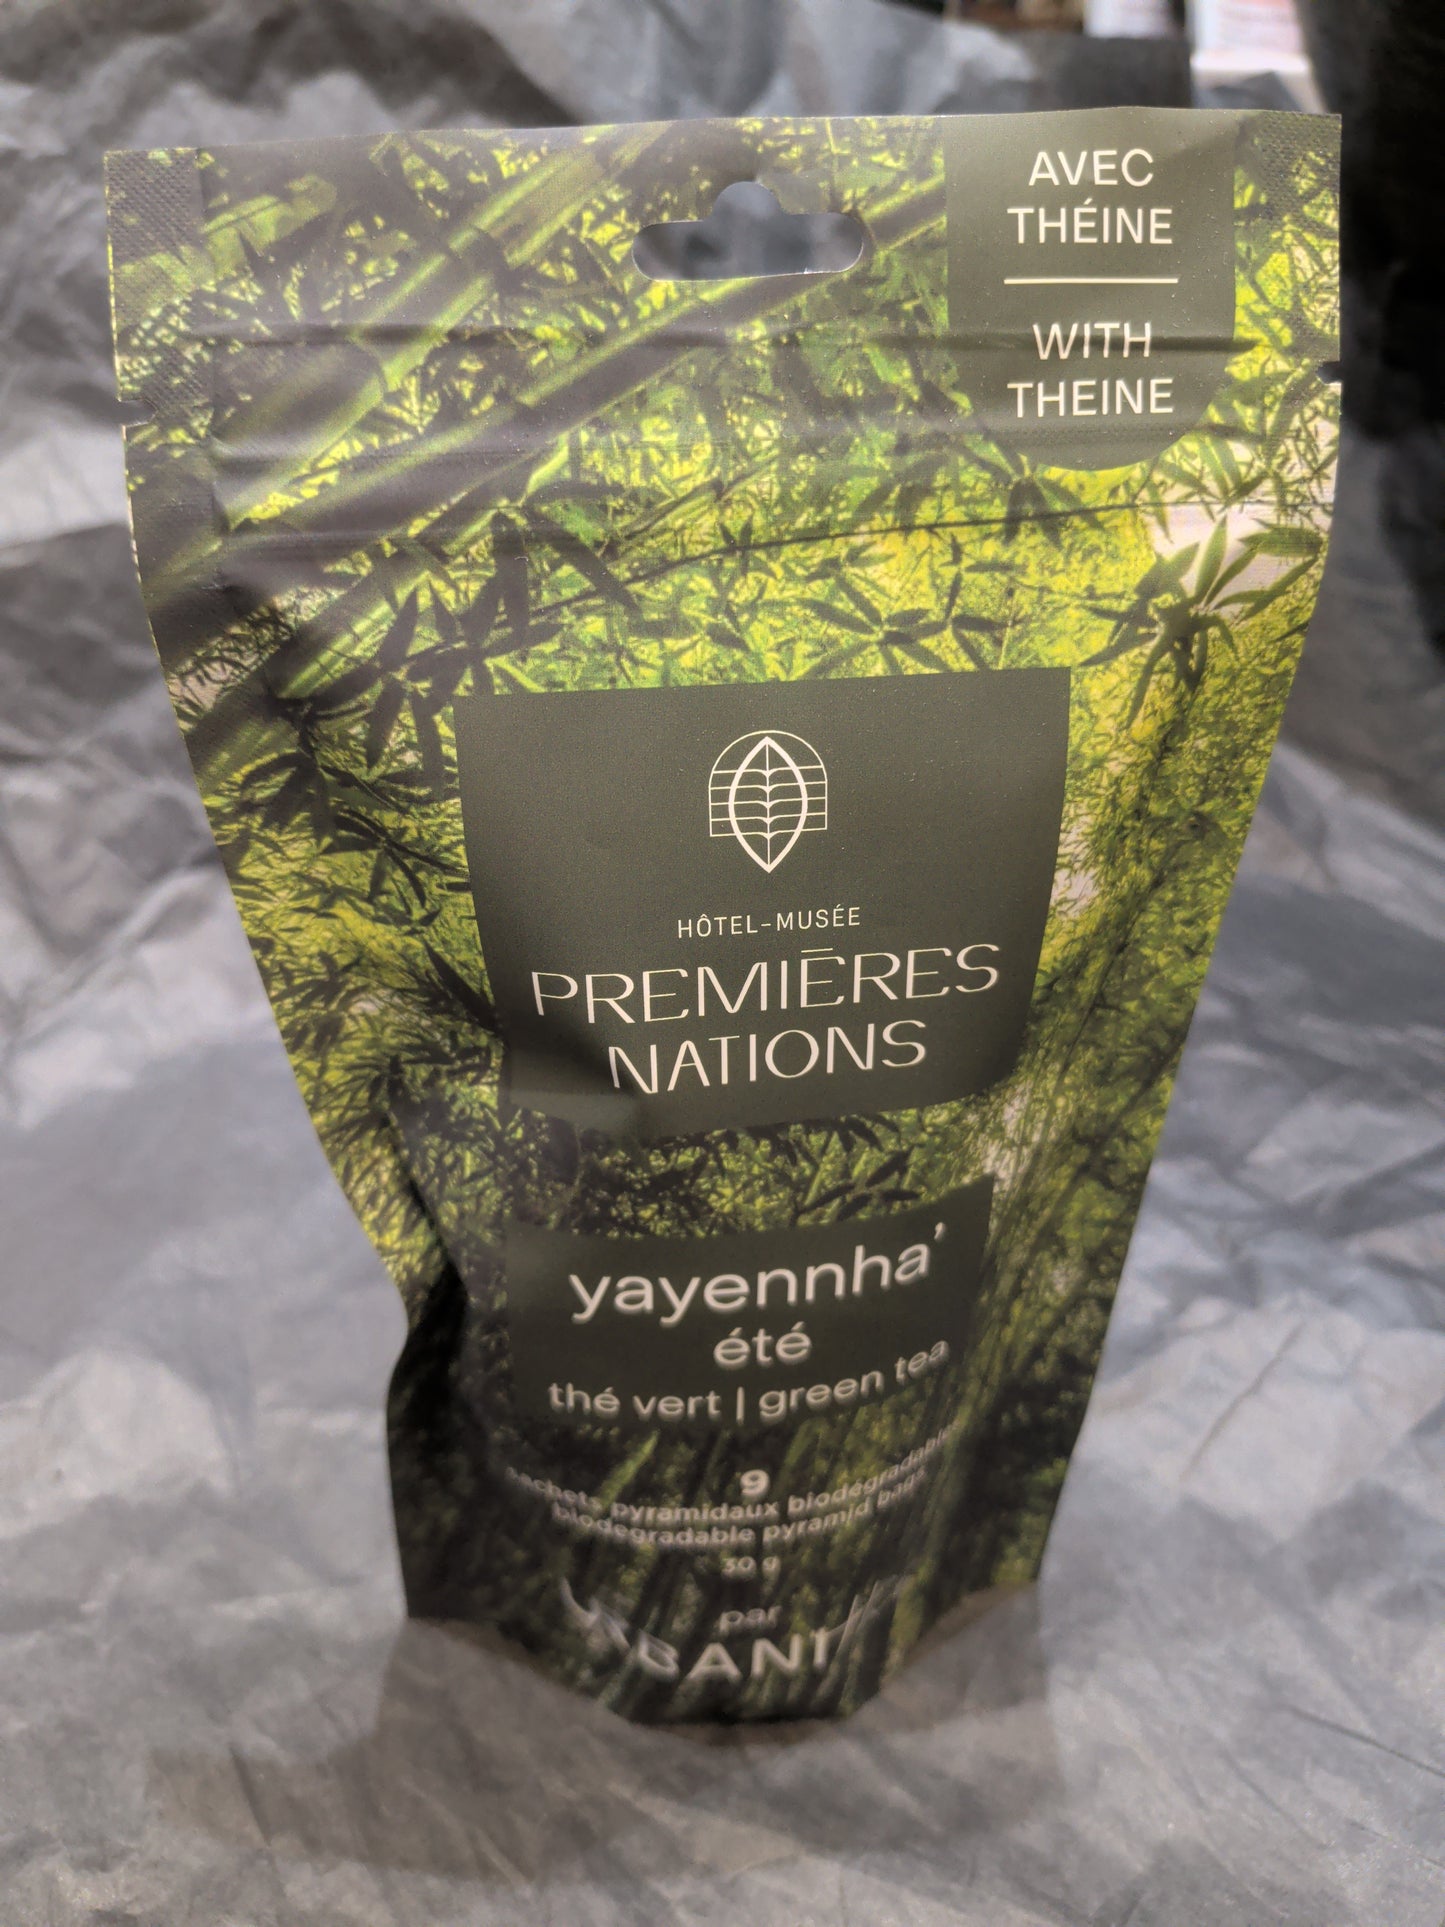 AVEC
THÉINE
WITH
THEINE
HÔTEL-MUSÉE
PREMIĒRES
NATIONS
yayennha'
été
thé vert | green tea
9
sachets pyramidaux biodégradables
biodegradable pyramid bags
30 g
par